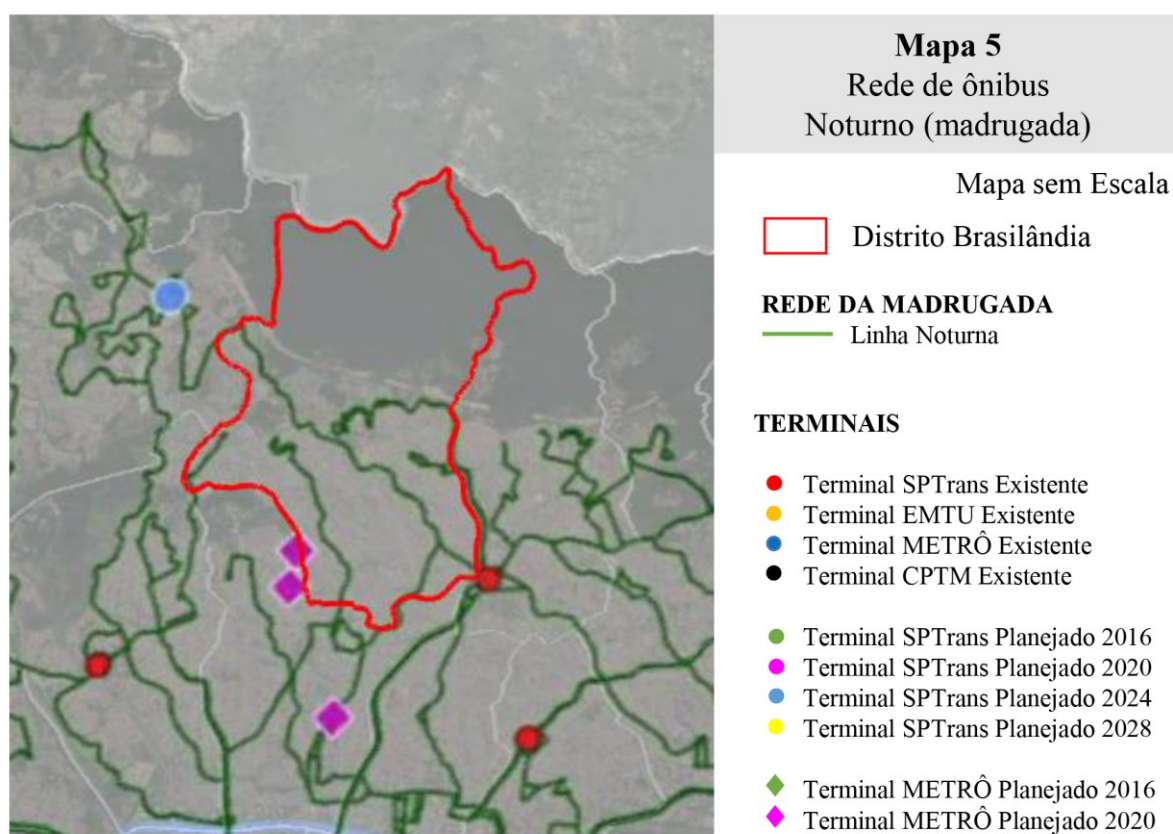 Mapa 5
Rede de ônibus
Noturno (madrugada)
Mapa sem Escala
Distrito Brasilândia
REDE DA MADRUGADA
Linha Noturna
TERMINAIS
Terminal SPTrans Existente
Terminal EMTU Existente
Terminal METRÔ Existente
Terminal CPTM Existente
Terminal SPTrans Planejado 2016
Terminal SPTrans Planejado 2020
Terminal SPTrans Planejado 2024
Terminal SPTrans Planejado 2028
Terminal METRÔ Planejado 2016
Terminal METRÔ Planejado 2020